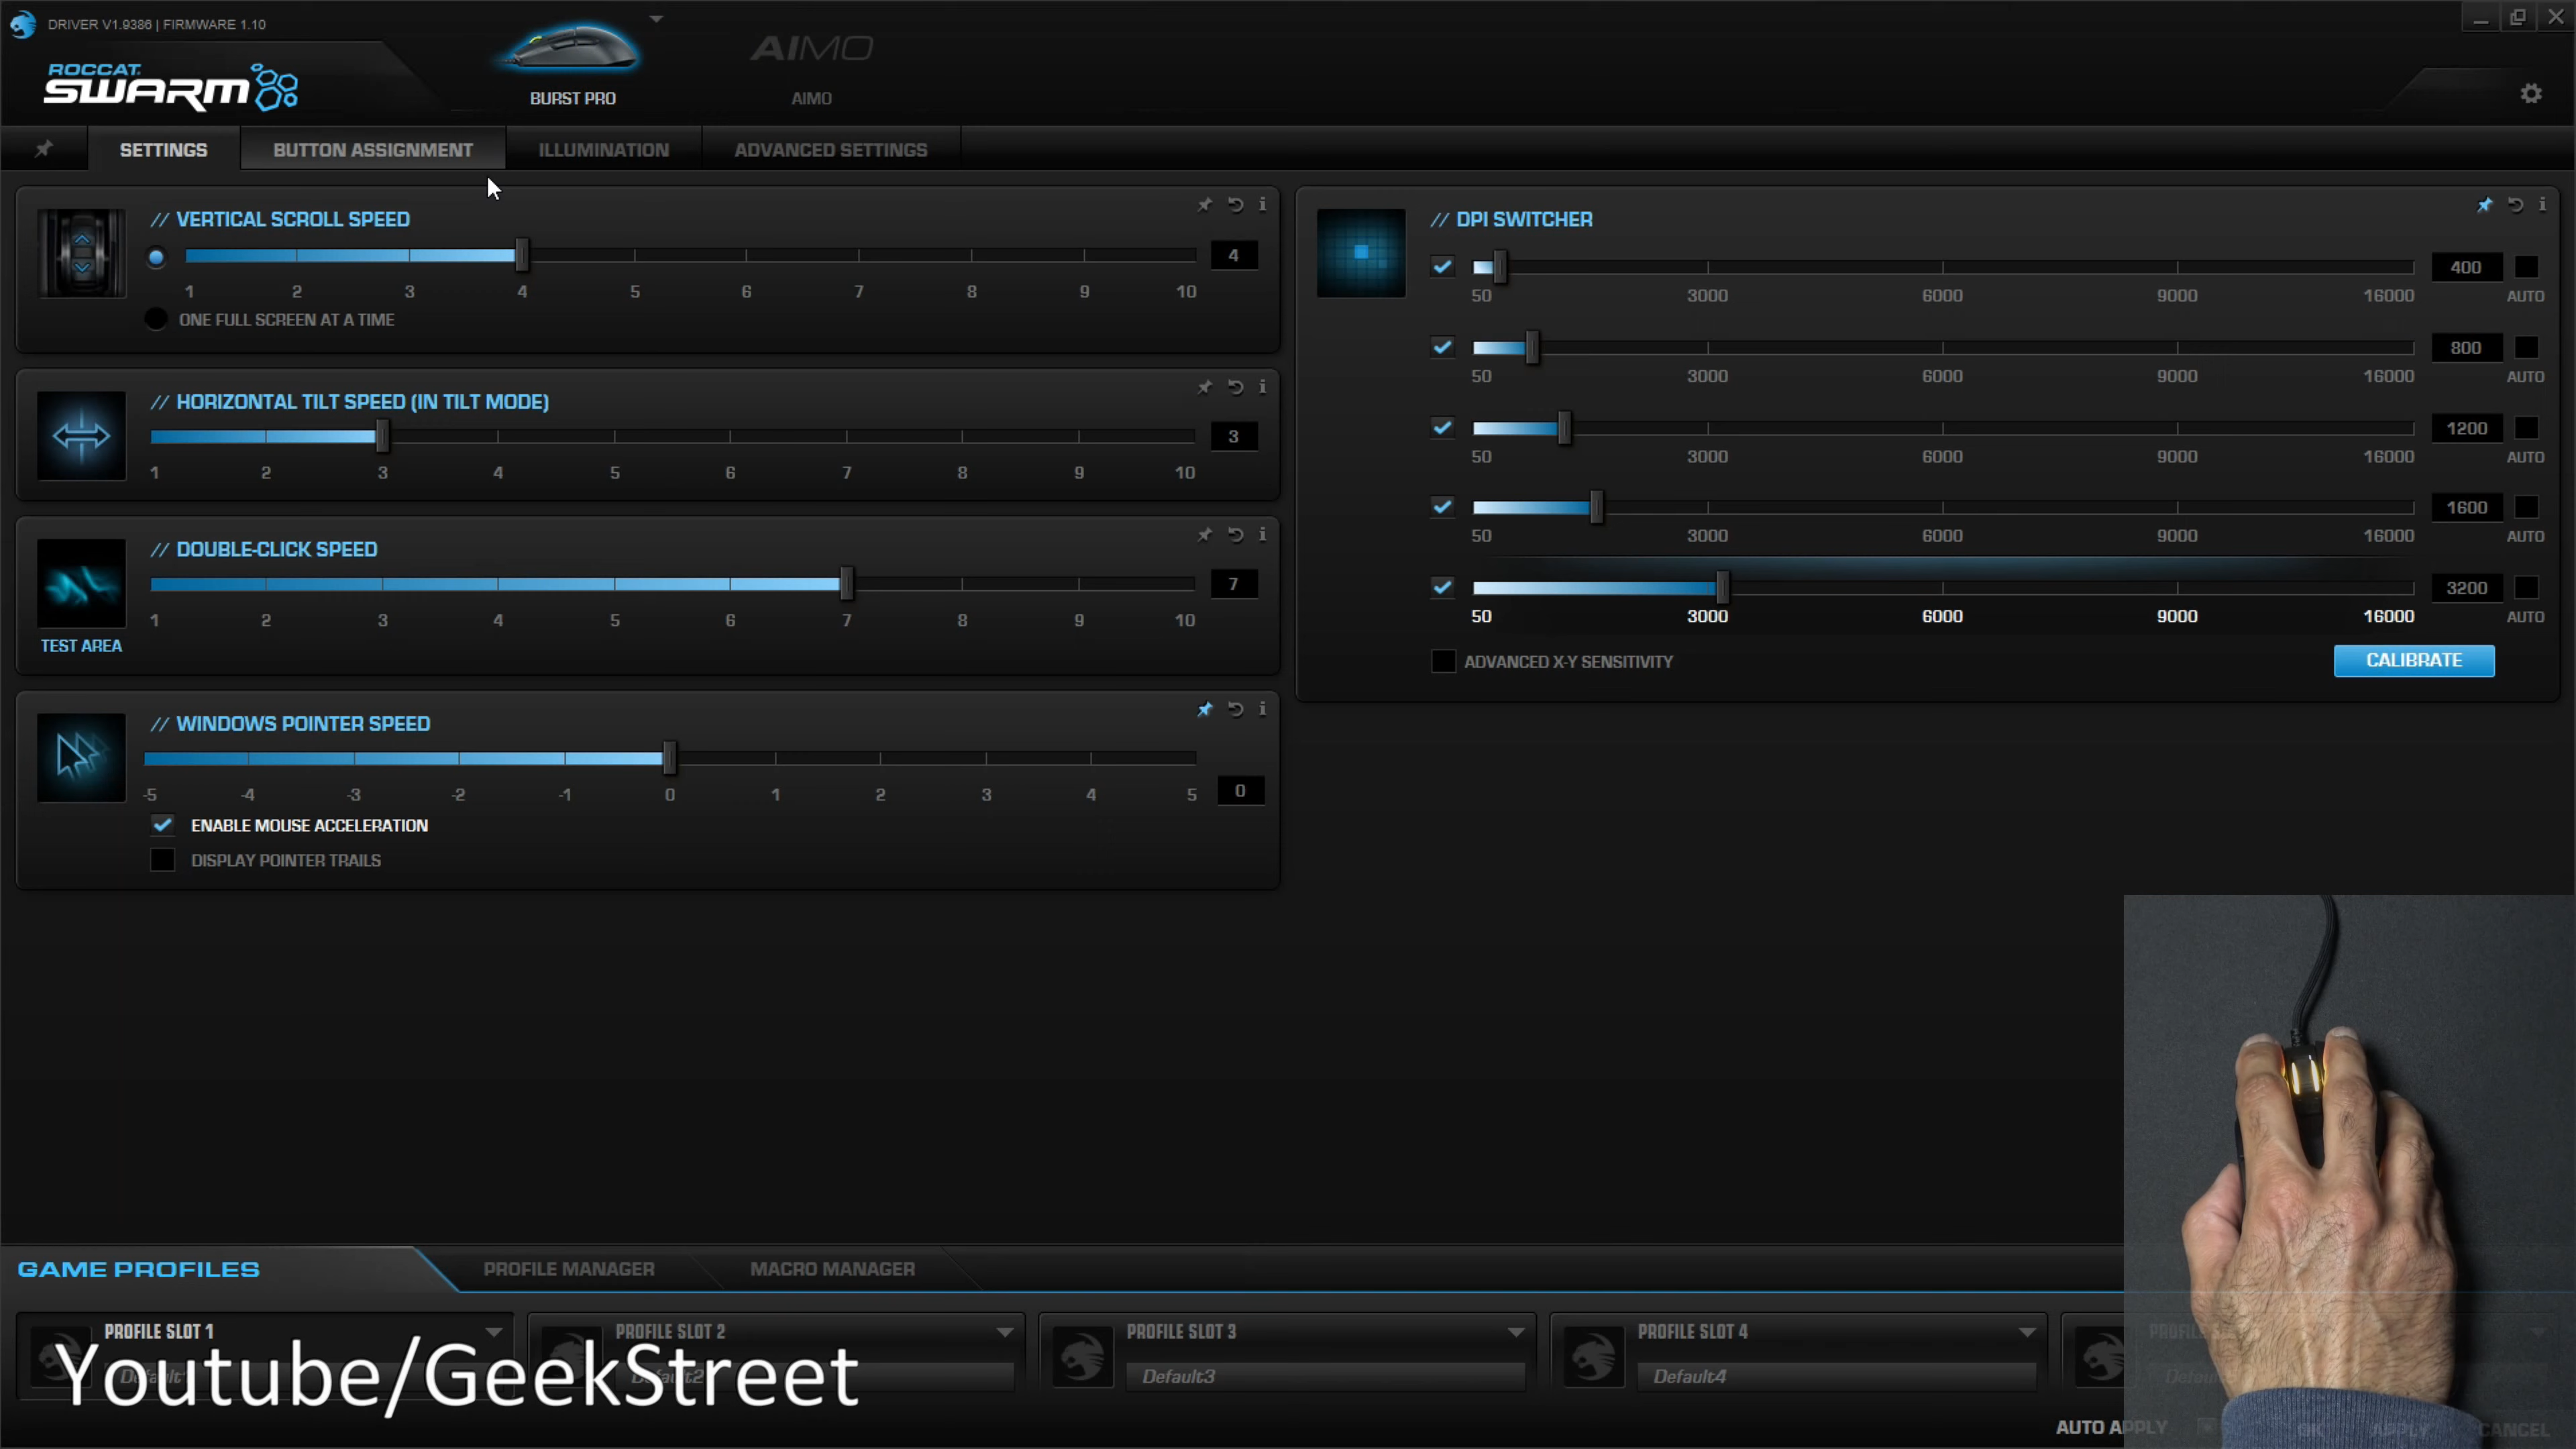 DRIVER V1.9386 | FIRMWARE 1.10
ROCCAT
SWARM
BURST PRO
AIMO
AIMO
SETTINGS
BUTTON ASSIGNMENT
ILLUMINATION
ADVANCED SETTINGS
// VERTICAL SCROLL SPEED
4
1 2 3 4 5 6 7 8 9 10
ONE FULL SCREEN AT A TIME
// HORIZONTAL TILT SPEED (IN TILT MODE)
3
1 2 3 4 5 6 7 8 9 10
// DOUBLE-CLICK SPEED
7
1 2 3 4 5 6 7 8 9 10
TEST AREA
// WINDOWS POINTER SPEED
-5 -4 -3 -2 -1 0 1 2 3 4 5 0
ENABLE MOUSE ACCELERATION
DISPLAY POINTER TRAILS
// DPI SWITCHER
400
50 3000 6000 9000 16000 AUTO
800
50 3000 6000 9000 16000 AUTO
1200
50 3000 6000 9000 16000 AUTO
1600
50 3000 6000 9000 16000 AUTO
3200
50 3000 6000 9000 16000 AUTO
ADVANCED X-Y SENSITIVITY
CALIBRATE
GAME PROFILES
PROFILE MANAGER
MACRO MANAGER
PROFILE SLOT 1
PROFILE SLOT 2
PROFILE SLOT 3
Default3
PROFILE SLOT 4
Default4
Youtube/GeekStreet
AUTO APPLY
OK
APPLY
CANCEL